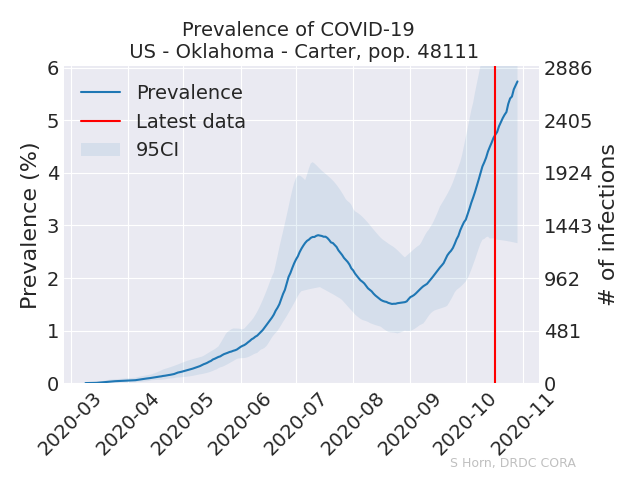 Prevalence of COVID-19
US - Oklahoma - Carter, pop. 48111
Prevalence
Latest data
95CI
Prevalence (%)
6
5
4
3
2
1
0
2886
2405
1924
1443
962
481
0
# of infections
2020-03
2020-04
2020-05
2020-06
2020-07
2020-08
2020-09
2020-10
2020-11
S Horn, DRDC CORA